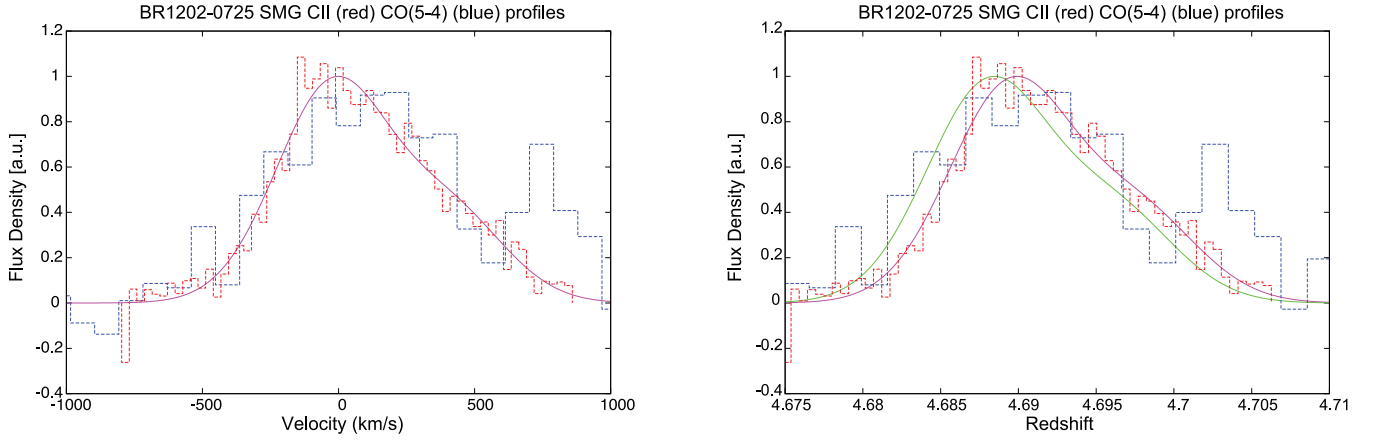 BR1202-0725 SMG CII (red) CO(5-4) (blue) profiles
1.2
1
0.8
0.6
0.4
0.2
0
-0.2
-0.4
Flux Density [a.u.]
-1000 -500 0 500 1000
Velocity (km/s)
BR1202-0725 SMG CII (red) CO(5-4) (blue) profiles
1.2
1
0.8
0.6
0.4
0.2
0
-0.2
-0.4
Flux Density [a.u.]
4.675 4.68 4.685 4.69 4.695 4.7 4.705 4.71
Redshift